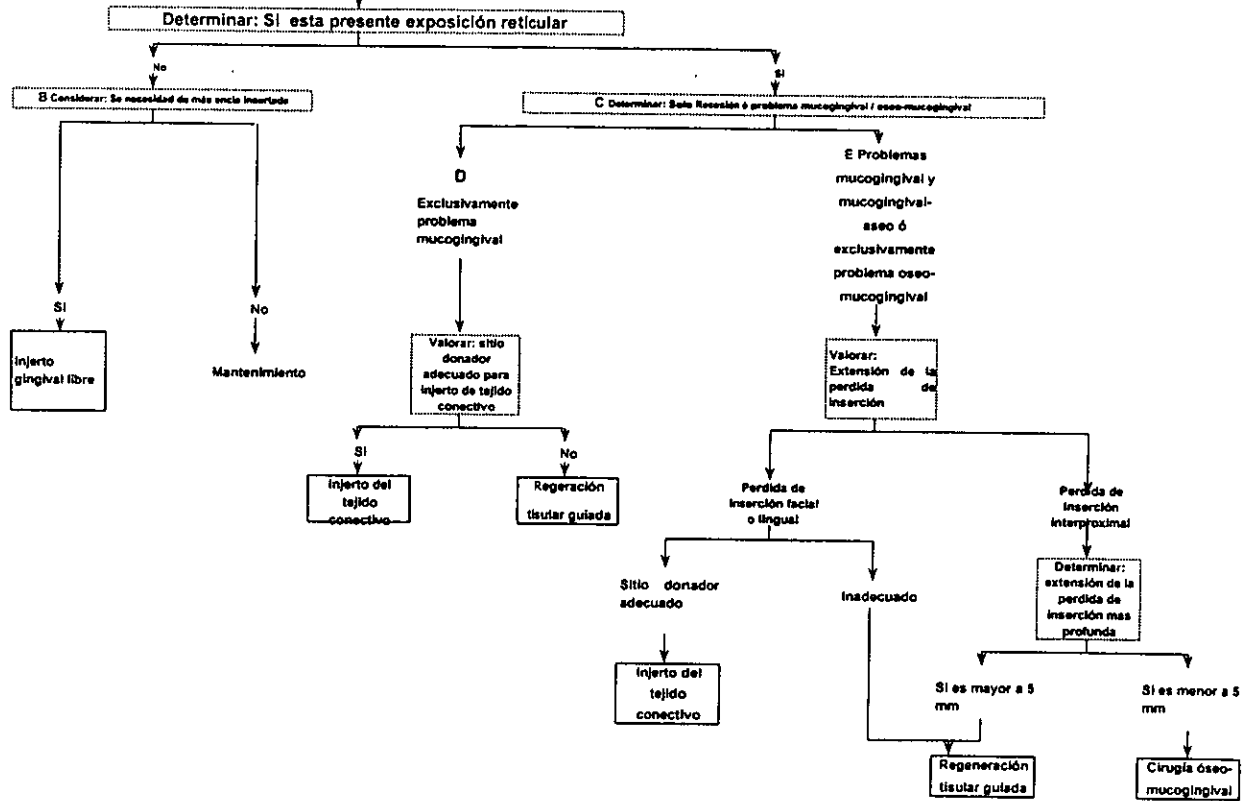 Determinar: Si esta presente exposición reticular
No
Si
B Considerar: Se necesidad de más encía insertada
C Determinar: Solo Recesión ó problema mucogingival / oseo-mucogingival
D
Exclusivamente
problema
mucogingival
E Problemas
mucogingival y
mucogingival-
aseo ó
exclusivamente
problema oseo-
mucogingival
Si
No
Injerto
gingival libre
Mantenimiento
Valorar: sitio
donador
adecuado para
injerto de tejido
conectivo
Valorar:
Extensión de la
perdida de
inserción
Si
No
Injerto del
tejido
conectivo
Regeración
tisular guiada
Perdida de
inserción facial
o lingual
Perdida de
inserción
interproximal
Sitio donador
adecuado
Inadecuado
Determinar:
extensión de la
perdida de
inserción mas
profunda
Injerto del
tejido
conectivo
Si es mayor a 5
mm
Si es menor a 5
mm
Regeneración
tisular guiada
Cirugía óseo-
mucogingival